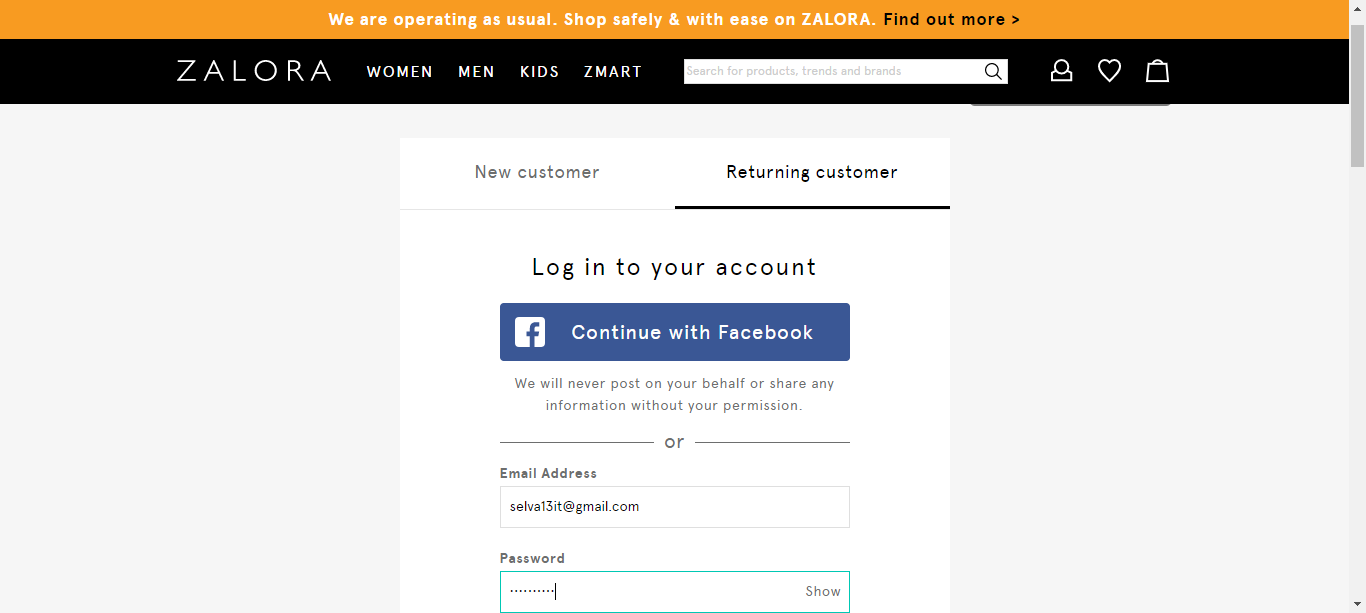 We are operating as usual. Shop safely & with ease on ZALORA. Find out more >
ZALORA WOMEN MEN KIDS ZMART Search for products, trends and brands
New customer Returning customer
Log in to your account
Continue with Facebook
We will never post on your behalf or share any
information without your permission.
or
Email Address
selva13it@gmail.com
Password
·········· Show